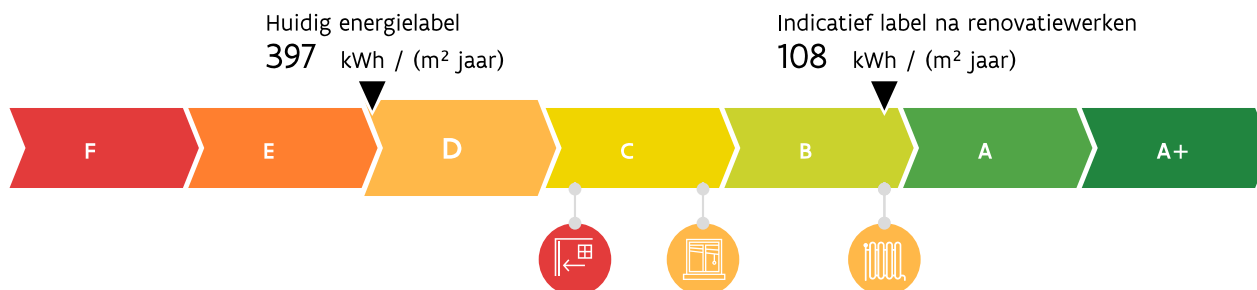 Huidig energielabel
397 kWh / (m² jaar)
Indicatief label na renovatiewerken
108 kWh / (m² jaar)
F E D C B A A+